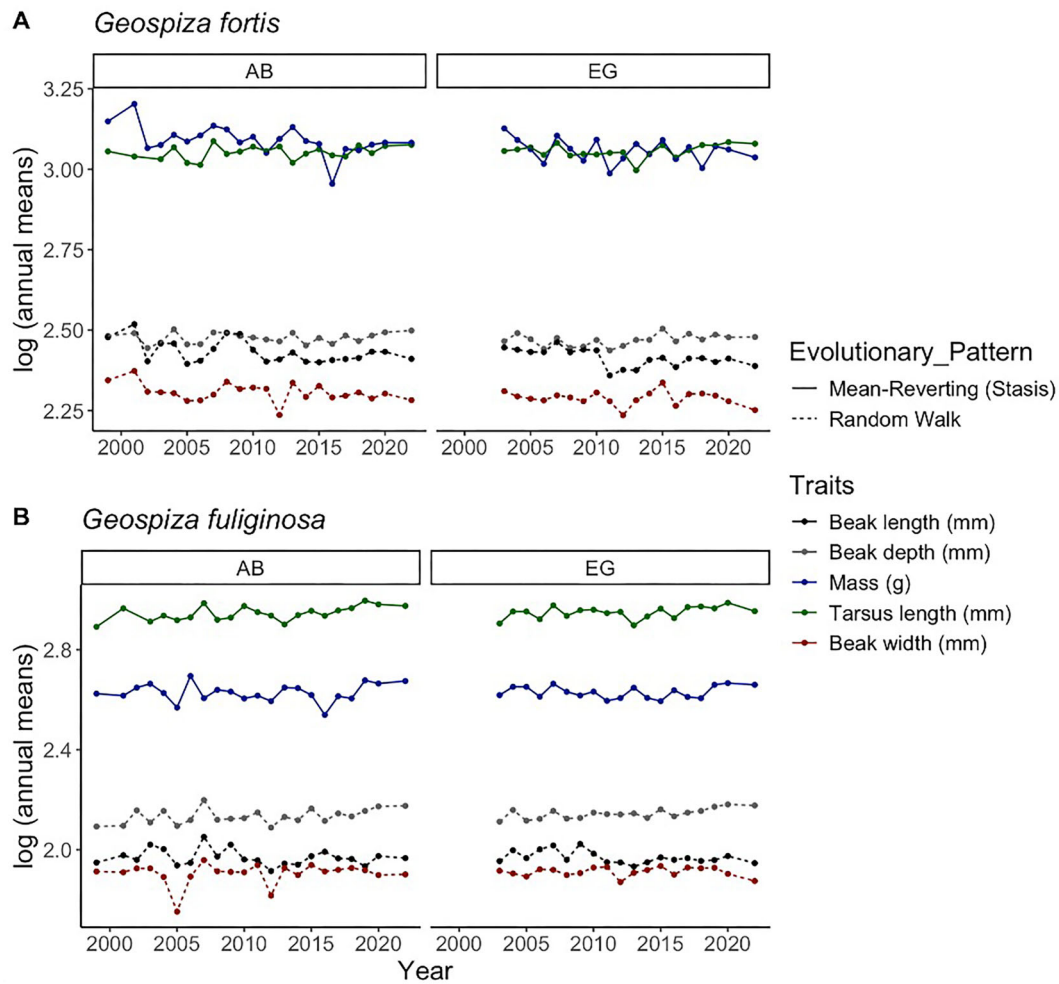 A Geospiza fortis
AB EG
3.25
3.00
2.75
2.50
2.25
log (annual means)
2000 2005 2010 2015 2020 2000 2005 2010 2015 2020
B Geospiza fuliginosa
AB EG
2.8
2.4
2.0
log (annual means)
2000 2005 2010 2015 2020 2000 2005 2010 2015 2020
Year
Evolutionary_Pattern
Mean-Reverting (Stasis)
Random Walk
Traits
Beak length (mm)
Beak depth (mm)
Mass (g)
Tarsus length (mm)
Beak width (mm)